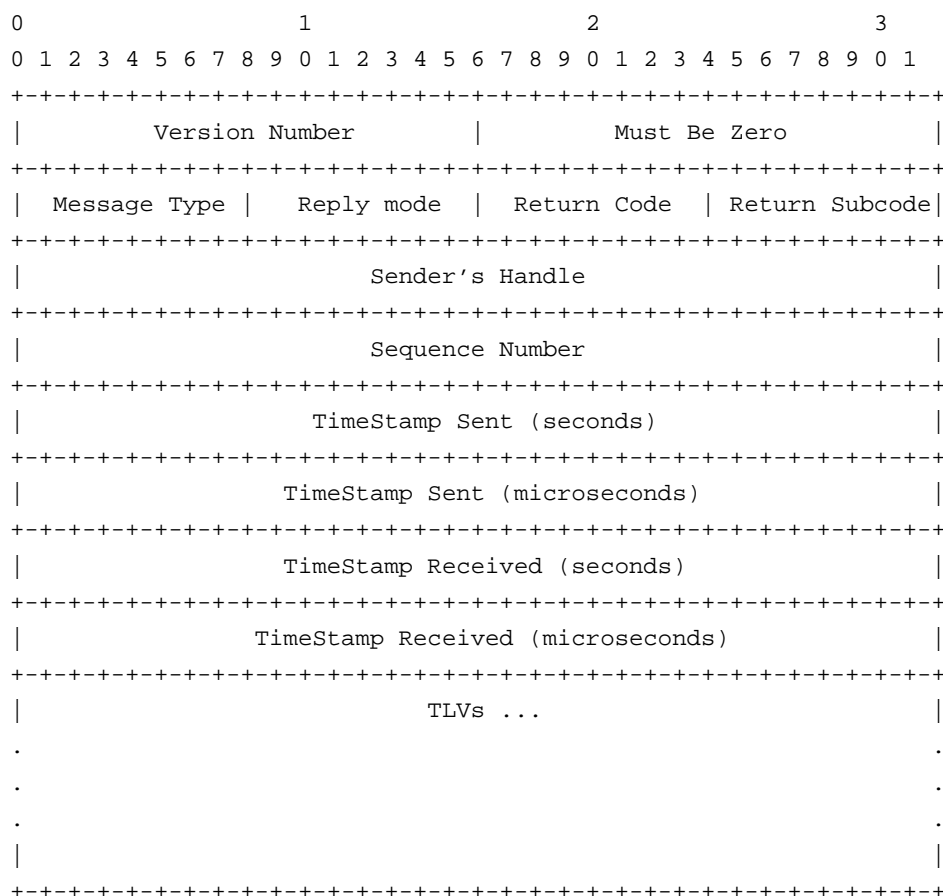 0                   1                   2                   3
0 1 2 3 4 5 6 7 8 9 0 1 2 3 4 5 6 7 8 9 0 1 2 3 4 5 6 7 8 9 0 1
+-+-+-+-+-+-+-+-+-+-+-+-+-+-+-+-+-+-+-+-+-+-+-+-+-+-+-+-+-+-+-+-+
|         Version Number        |         Must Be Zero          |
+-+-+-+-+-+-+-+-+-+-+-+-+-+-+-+-+-+-+-+-+-+-+-+-+-+-+-+-+-+-+-+-+
|  Message Type |   Reply mode  |  Return Code  | Return Subcode|
+-+-+-+-+-+-+-+-+-+-+-+-+-+-+-+-+-+-+-+-+-+-+-+-+-+-+-+-+-+-+-+-+
|                        Sender’s Handle                        |
+-+-+-+-+-+-+-+-+-+-+-+-+-+-+-+-+-+-+-+-+-+-+-+-+-+-+-+-+-+-+-+-+
|                        Sequence Number                        |
+-+-+-+-+-+-+-+-+-+-+-+-+-+-+-+-+-+-+-+-+-+-+-+-+-+-+-+-+-+-+-+-+
|                    TimeStamp Sent (seconds)                   |
+-+-+-+-+-+-+-+-+-+-+-+-+-+-+-+-+-+-+-+-+-+-+-+-+-+-+-+-+-+-+-+-+
|                  TimeStamp Sent (microseconds)                |
+-+-+-+-+-+-+-+-+-+-+-+-+-+-+-+-+-+-+-+-+-+-+-+-+-+-+-+-+-+-+-+-+
|                  TimeStamp Received (seconds)                 |
+-+-+-+-+-+-+-+-+-+-+-+-+-+-+-+-+-+-+-+-+-+-+-+-+-+-+-+-+-+-+-+-+
|                TimeStamp Received (microseconds)              |
+-+-+-+-+-+-+-+-+-+-+-+-+-+-+-+-+-+-+-+-+-+-+-+-+-+-+-+-+-+-+-+-+
|                            TLVs ...                           |
.                                                               .
.                                                               .
.                                                               .
|                                                               |
+-+-+-+-+-+-+-+-+-+-+-+-+-+-+-+-+-+-+-+-+-+-+-+-+-+-+-+-+-+-+-+-+